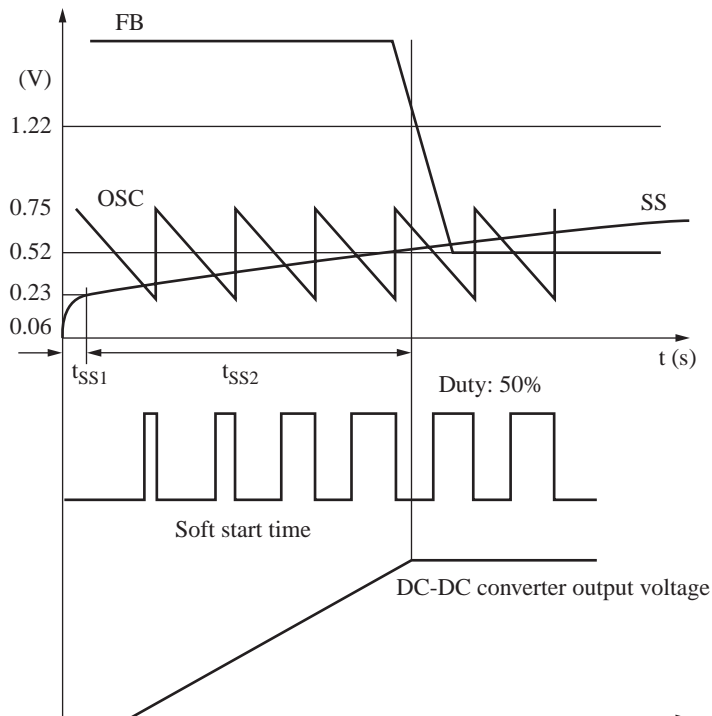 FB
(V)
1.22
OSC
0.75
SS
0.52
0.23
0.06
t (s)
tSS1
tSS2
Duty: 50%
Soft start time
DC-DC converter output voltage